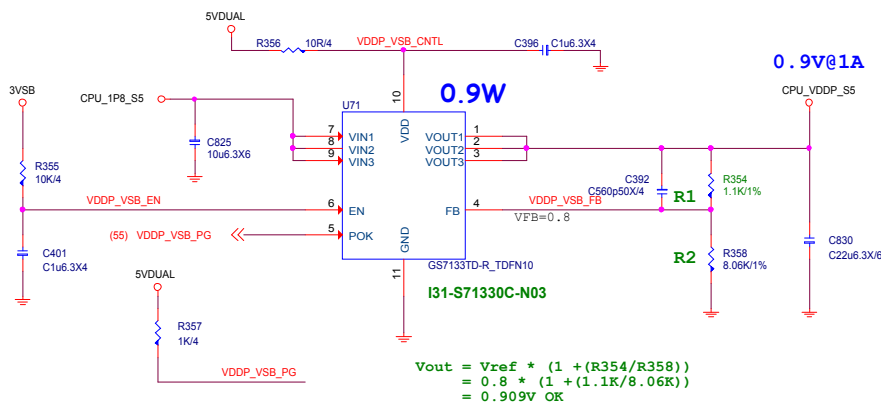 5VDUAL
R356
10R/4
VDDP_VSB_CNTL
C396
C1u6.3X4
0.9V@1A
3VSB
CPU_1P8_S5
U71
10
0.9W
CPU_VDDP_S5
VDD
7 VIN1
8 VIN2
9 VIN3
VOUT1 1
VOUT2 2
VOUT3 3
C825
10u6.3X6
R355
10K/4
C392
C560p50X/4
R1
R354
1.1K/1%
VDDP_VSB_EN
6 EN
FB 4
VDDP_VSB_FB
VFB=0.8
(55) VDDP_VSB_PG
5 POK
GND
11
C401
C1u6.3X4
R2
R358
8.06K/1%
C830
C22u6.3X/6
GS7133TD-R_TDFN10
I31-S71330C-N03
5VDUAL
R357
1K/4
VDDP_VSB_PG
Vout = Vref * (1 +(R354/R358))
= 0.8 * (1 +(1.1K/8.06K))
= 0.909V OK